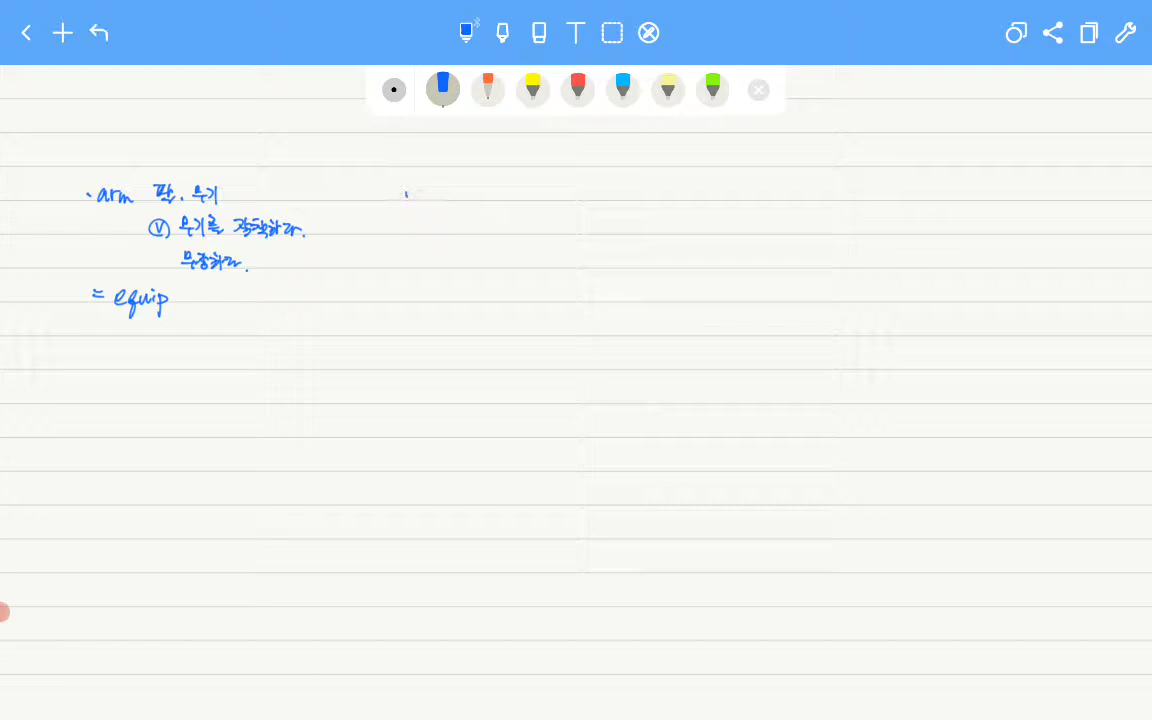 · arm 팔. 무기
Ⓥ 무기를 장착하다.
무장하다.
= equip